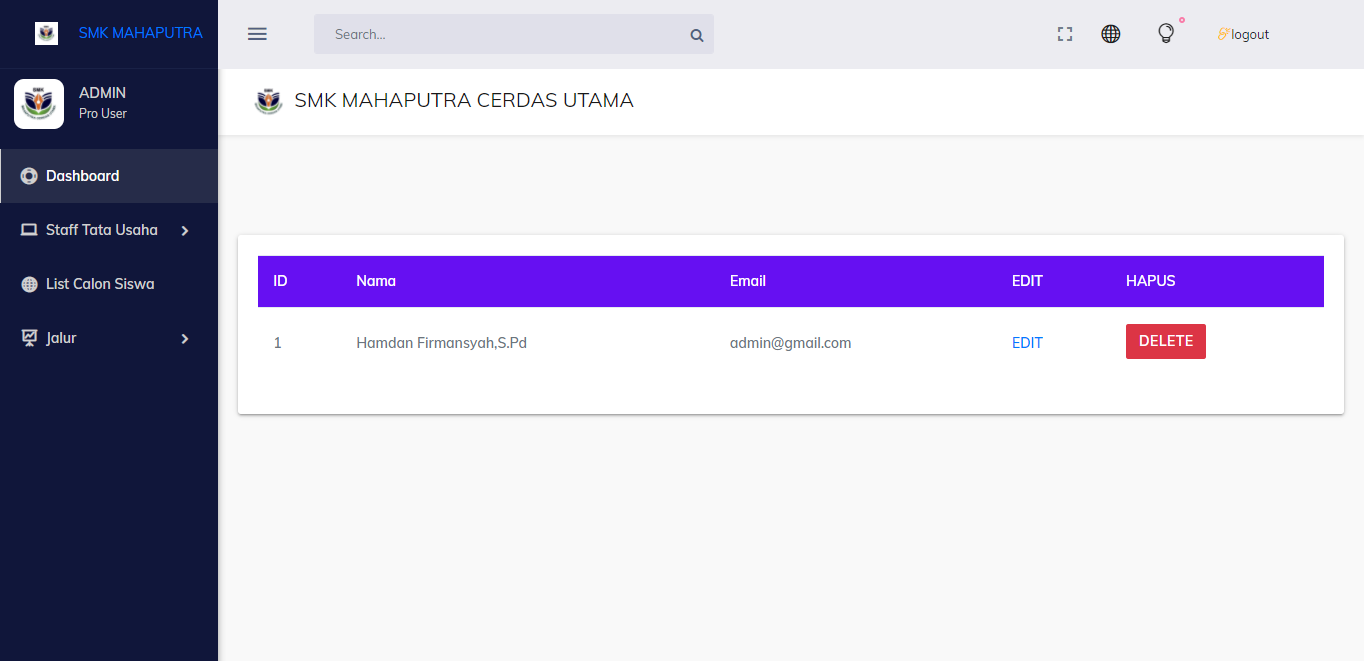 SMK MAHAPUTRA
Search...
logout
ADMIN
Pro User
SMK MAHAPUTRA CERDAS UTAMA
Dashboard
Staff Tata Usaha
List Calon Siswa
Jalur
ID Nama Email EDIT HAPUS
1 Hamdan Firmansyah,S.Pd admin@gmail.com EDIT DELETE